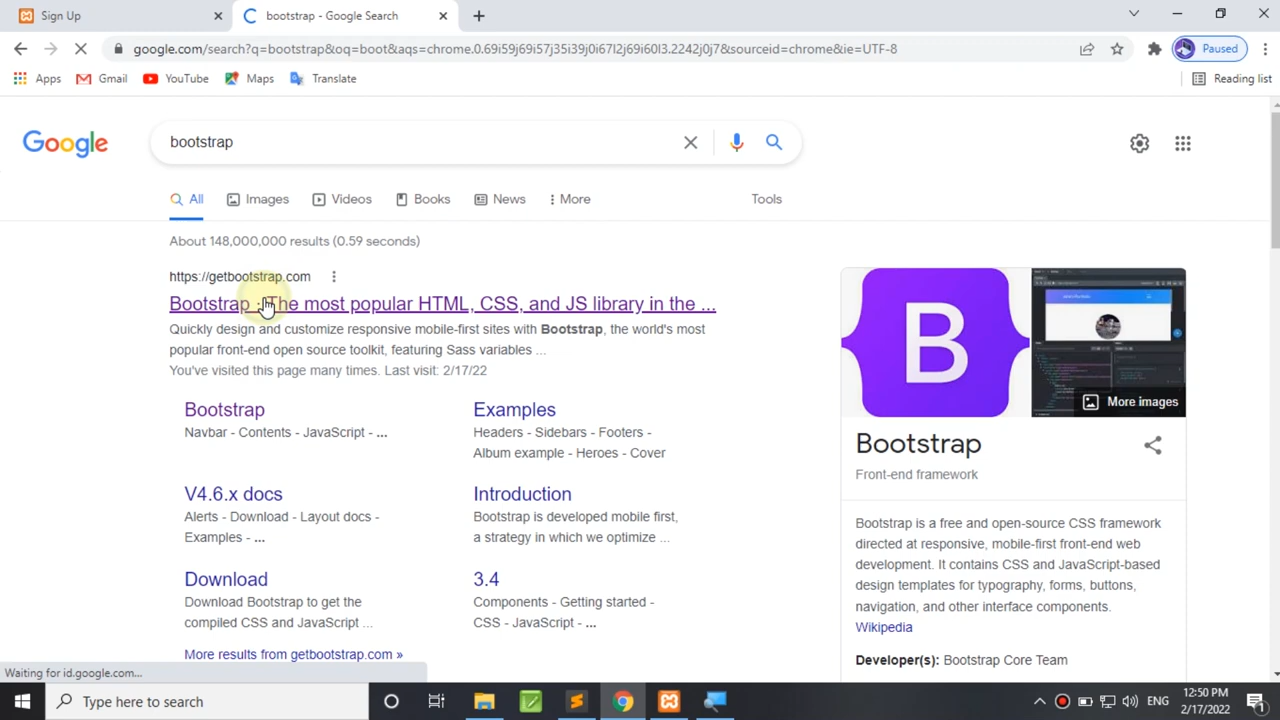 Sign Up
bootstrap - Google Search
google.com/search?q=bootstrap&oq=boot&aqs=chrome.0.69i59j69i57j35i39j0i67l2j69i60l3.2242j0j7&sourceid=chrome&ie=UTF-8
Paused
Apps
Gmail
YouTube
Maps
Translate
Reading list
Google
bootstrap
All
Images
Videos
Books
News
More
Tools
About 148,000,000 results (0.59 seconds)
https://getbootstrap.com
Bootstrap · The most popular HTML, CSS, and JS library in the ...
Quickly design and customize responsive mobile-first sites with Bootstrap, the world's most
popular front-end open source toolkit, featuring Sass variables ...
You've visited this page many times. Last visit: 2/17/22
Bootstrap
Navbar - Contents - JavaScript - ...
Examples
Headers - Sidebars - Footers -
Album example - Heroes - Cover
V4.6.x docs
Alerts - Download - Layout docs -
Examples - ...
Introduction
Bootstrap is developed mobile first,
a strategy in which we optimize ...
Download
Download Bootstrap to get the
compiled CSS and JavaScript ...
3.4
Components - Getting started -
CSS - JavaScript - ...
More results from getbootstrap.com »
B
More images
Bootstrap
Front-end framework
Bootstrap is a free and open-source CSS framework
directed at responsive, mobile-first front-end web
development. It contains CSS and JavaScript-based
design templates for typography, forms, buttons,
navigation, and other interface components.
Wikipedia
Developer(s): Bootstrap Core Team
Waiting for id.google.com...
Type here to search
ENG
12:50 PM
2/17/2022
1